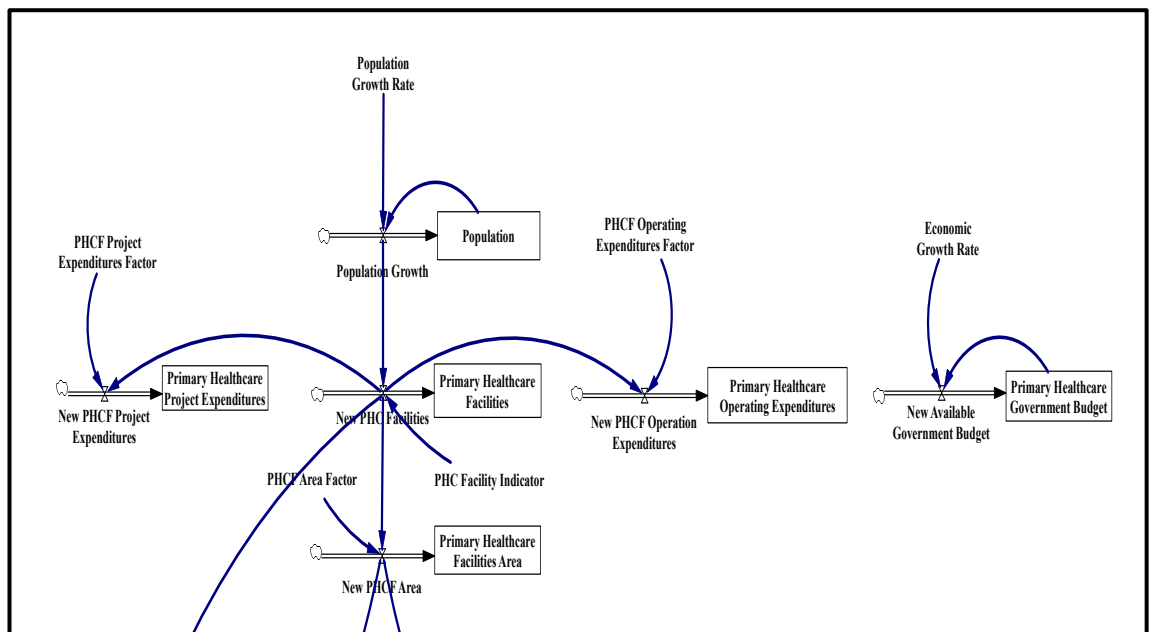 Population
Growth Rate
Population
Population Growth
PHCF Project
Expenditures Factor
PHCF Operating
Expenditures Factor
Economic
Growth Rate
Primary Healthcare
Project Expenditures
New PHCF Project
Expenditures
Primary Healthcare
Facilities
New PHC Facilities
Primary Healthcare
Operating Expenditures
New PHCF Operation
Expenditures
Primary Healthcare
Government Budget
New Available
Government Budget
PHCF Area Factor
PHC Facility Indicator
Primary Healthcare
Facilities Area
New PHCF Area